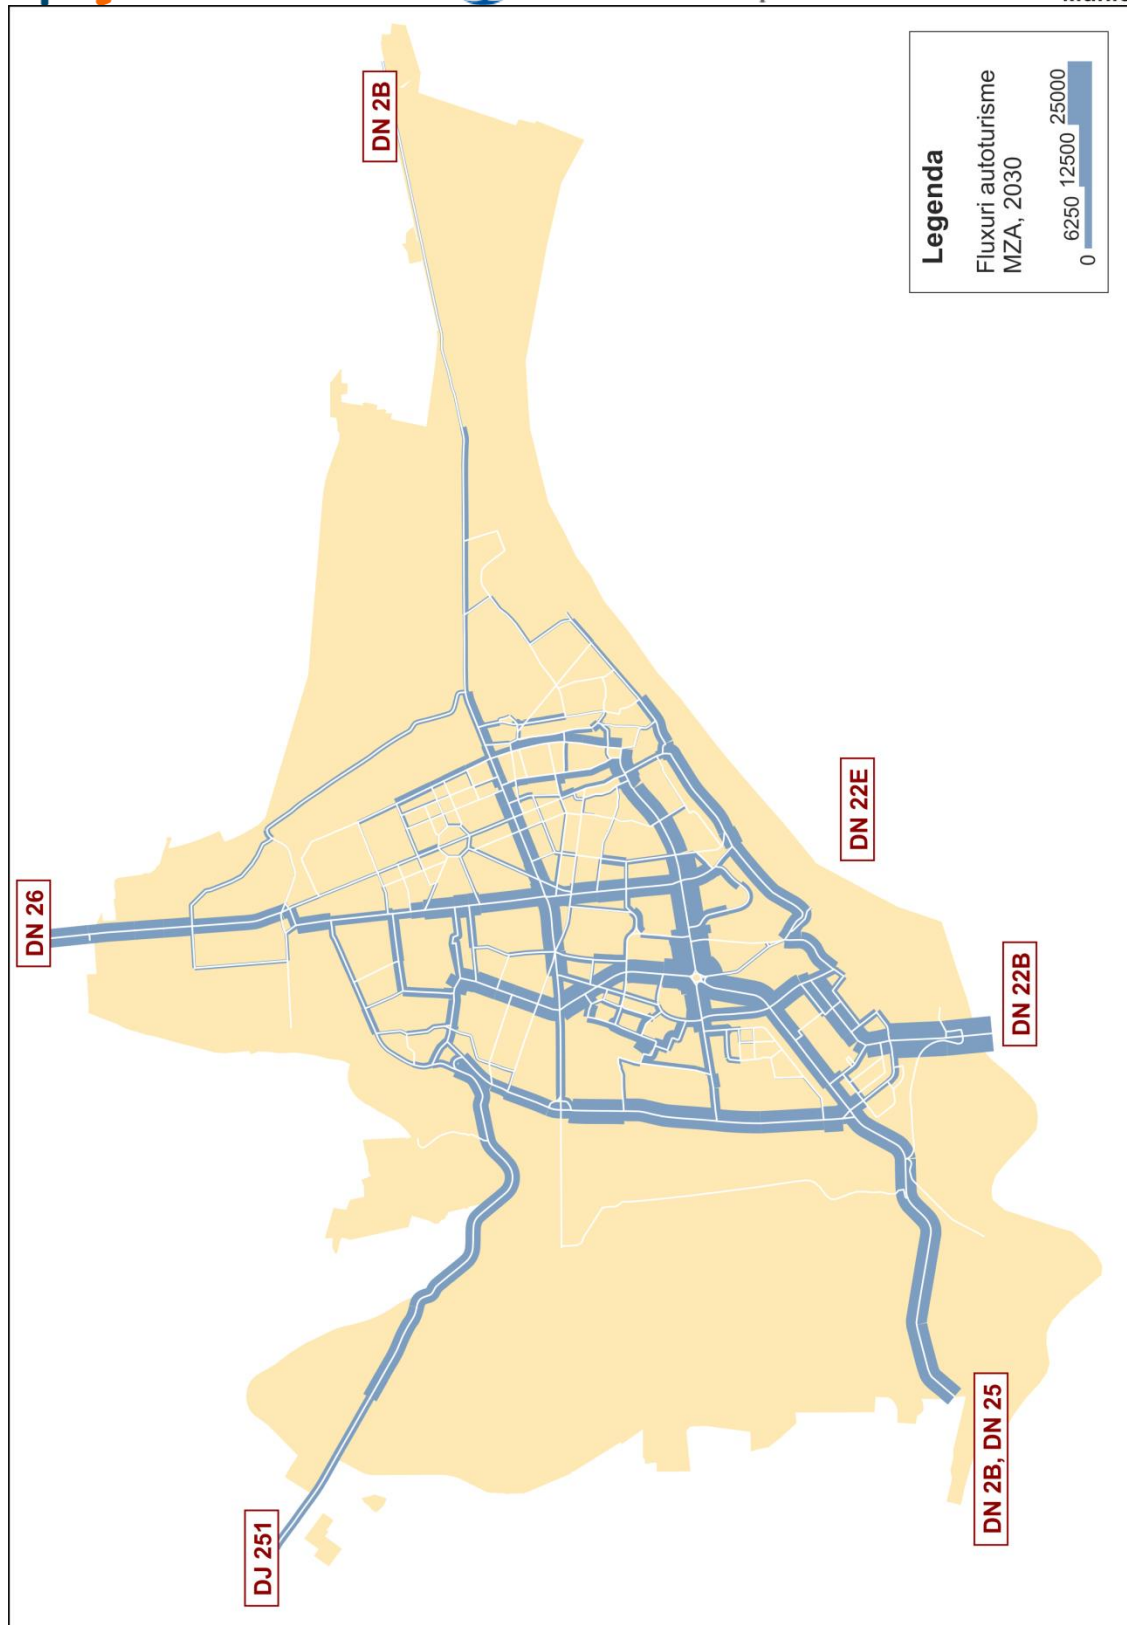 DN 2B
DN 26
Legenda
Fluxuri autoturisme
MZA, 2030
0 6250 12500 25000
DN 22E
DN 22B
DN 2B, DN 25
DJ 251